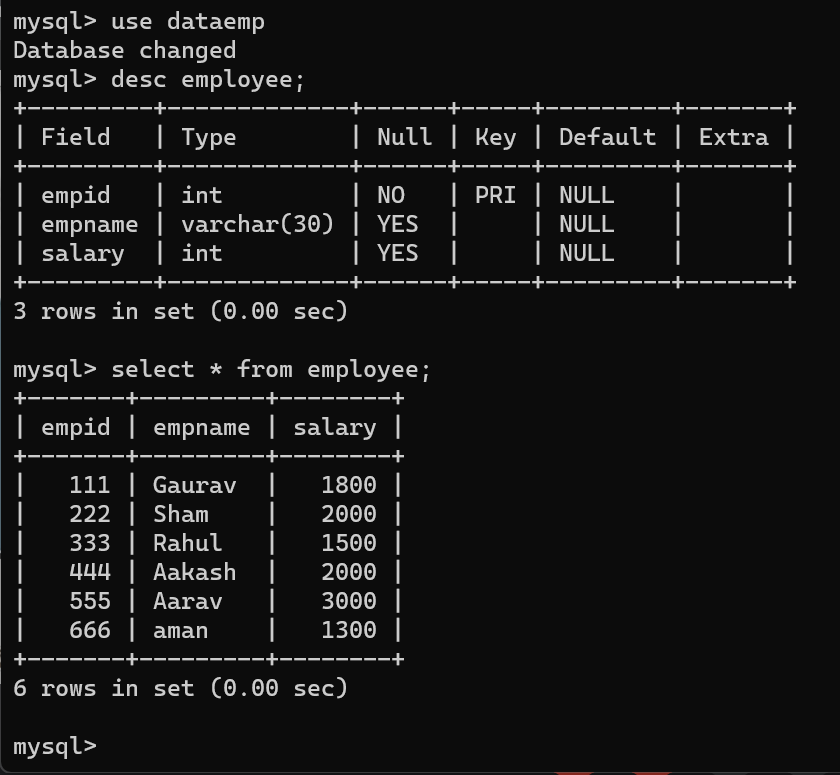 mysql> use dataemp
Database changed
mysql> desc employee;
+---------+-------------+------+-----+---------+-------+
| Field   | Type        | Null | Key | Default | Extra |
+---------+-------------+------+-----+---------+-------+
| empid   | int         | NO   | PRI | NULL    |       |
| empname | varchar(30) | YES  |     | NULL    |       |
| salary  | int         | YES  |     | NULL    |       |
+---------+-------------+------+-----+---------+-------+
3 rows in set (0.00 sec)

mysql> select * from employee;
+-------+---------+--------+
| empid | empname | salary |
+-------+---------+--------+
|   111 | Gaurav  |   1800 |
|   222 | Sham    |   2000 |
|   333 | Rahul   |   1500 |
|   444 | Aakash  |   2000 |
|   555 | Aarav   |   3000 |
|   666 | aman    |   1300 |
+-------+---------+--------+
6 rows in set (0.00 sec)

mysql>